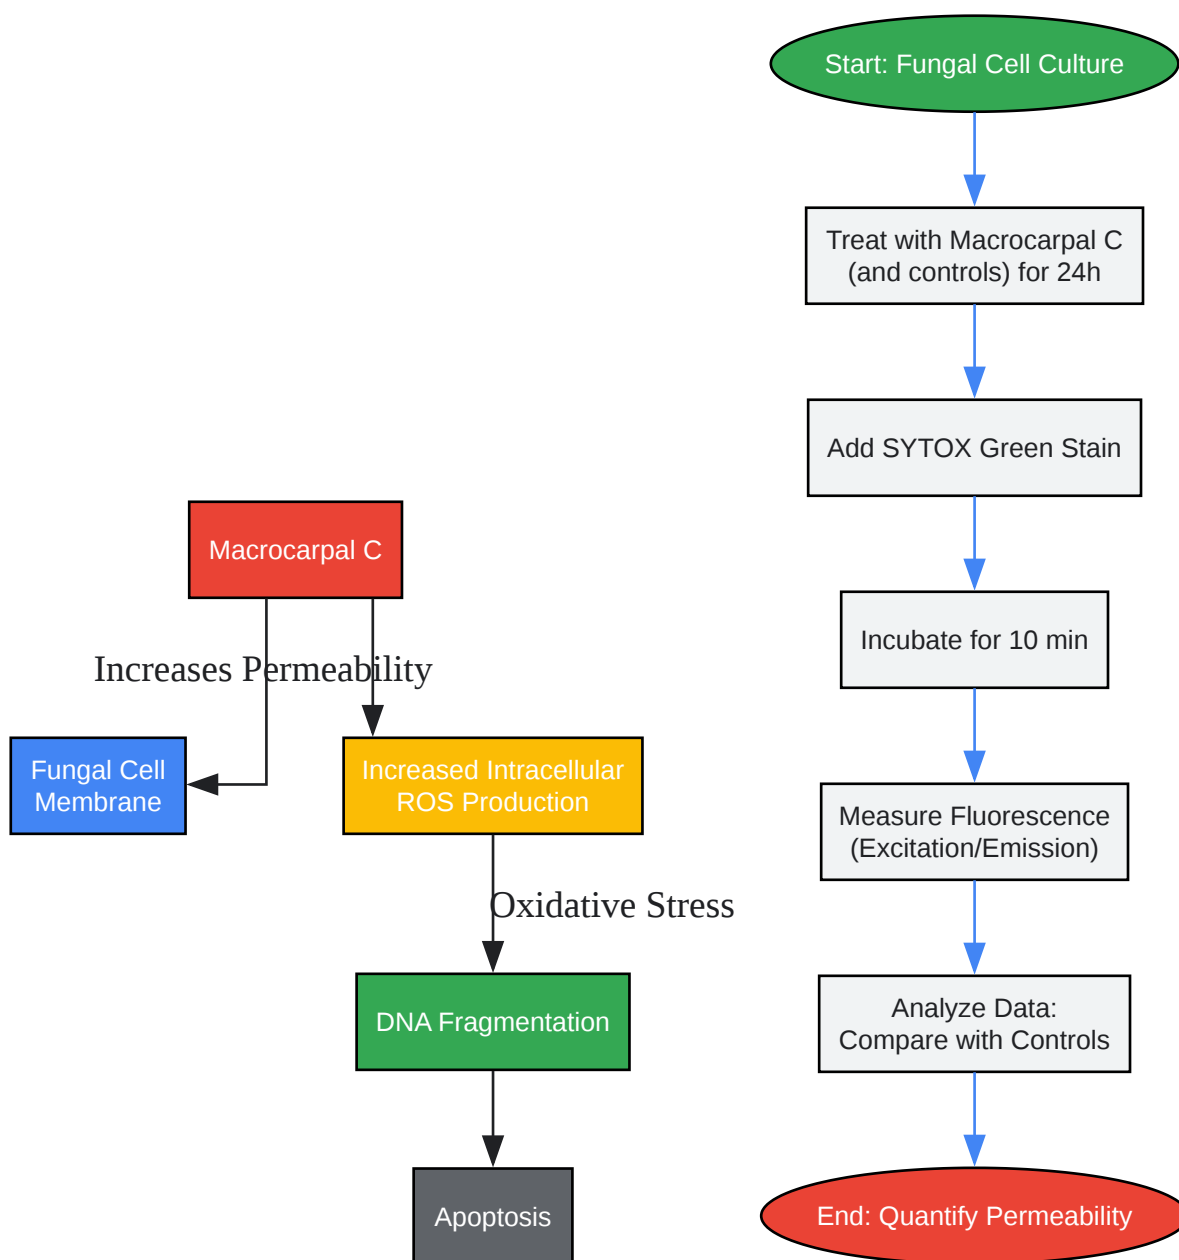 Start: Fungal Cell Culture
Treat with Macrocarpal C
(and controls) for 24h
Add SYTOX Green Stain
Incubate for 10 min
Measure Fluorescence
(Excitation/Emission)
Analyze Data:
Compare with Controls
End: Quantify Permeability
Macrocarpal C
Increases Permeability
Fungal Cell
Membrane
Increased Intracellular
ROS Production
Oxidative Stress
DNA Fragmentation
Apoptosis